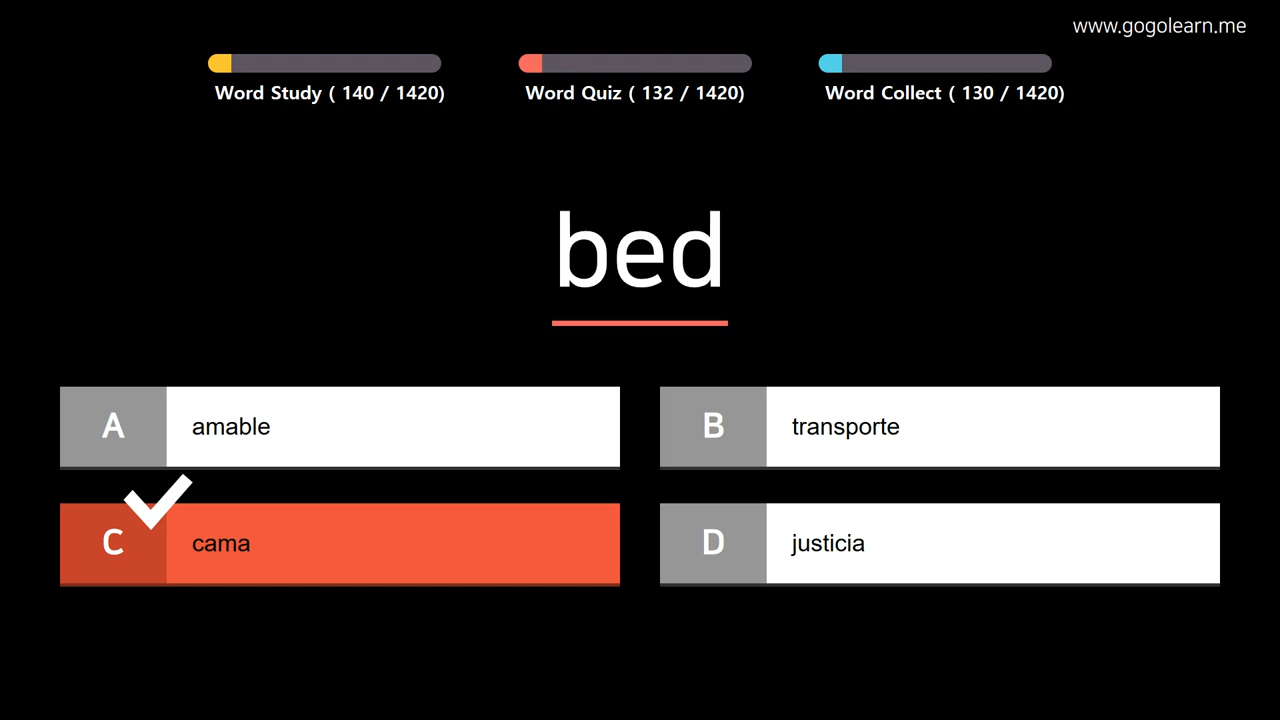 www.gogolearn.me
Word Study ( 140 / 1420)
Word Quiz ( 132 / 1420)
Word Collect ( 130 / 1420)
bed
A amable
B transporte
C cama
D justicia